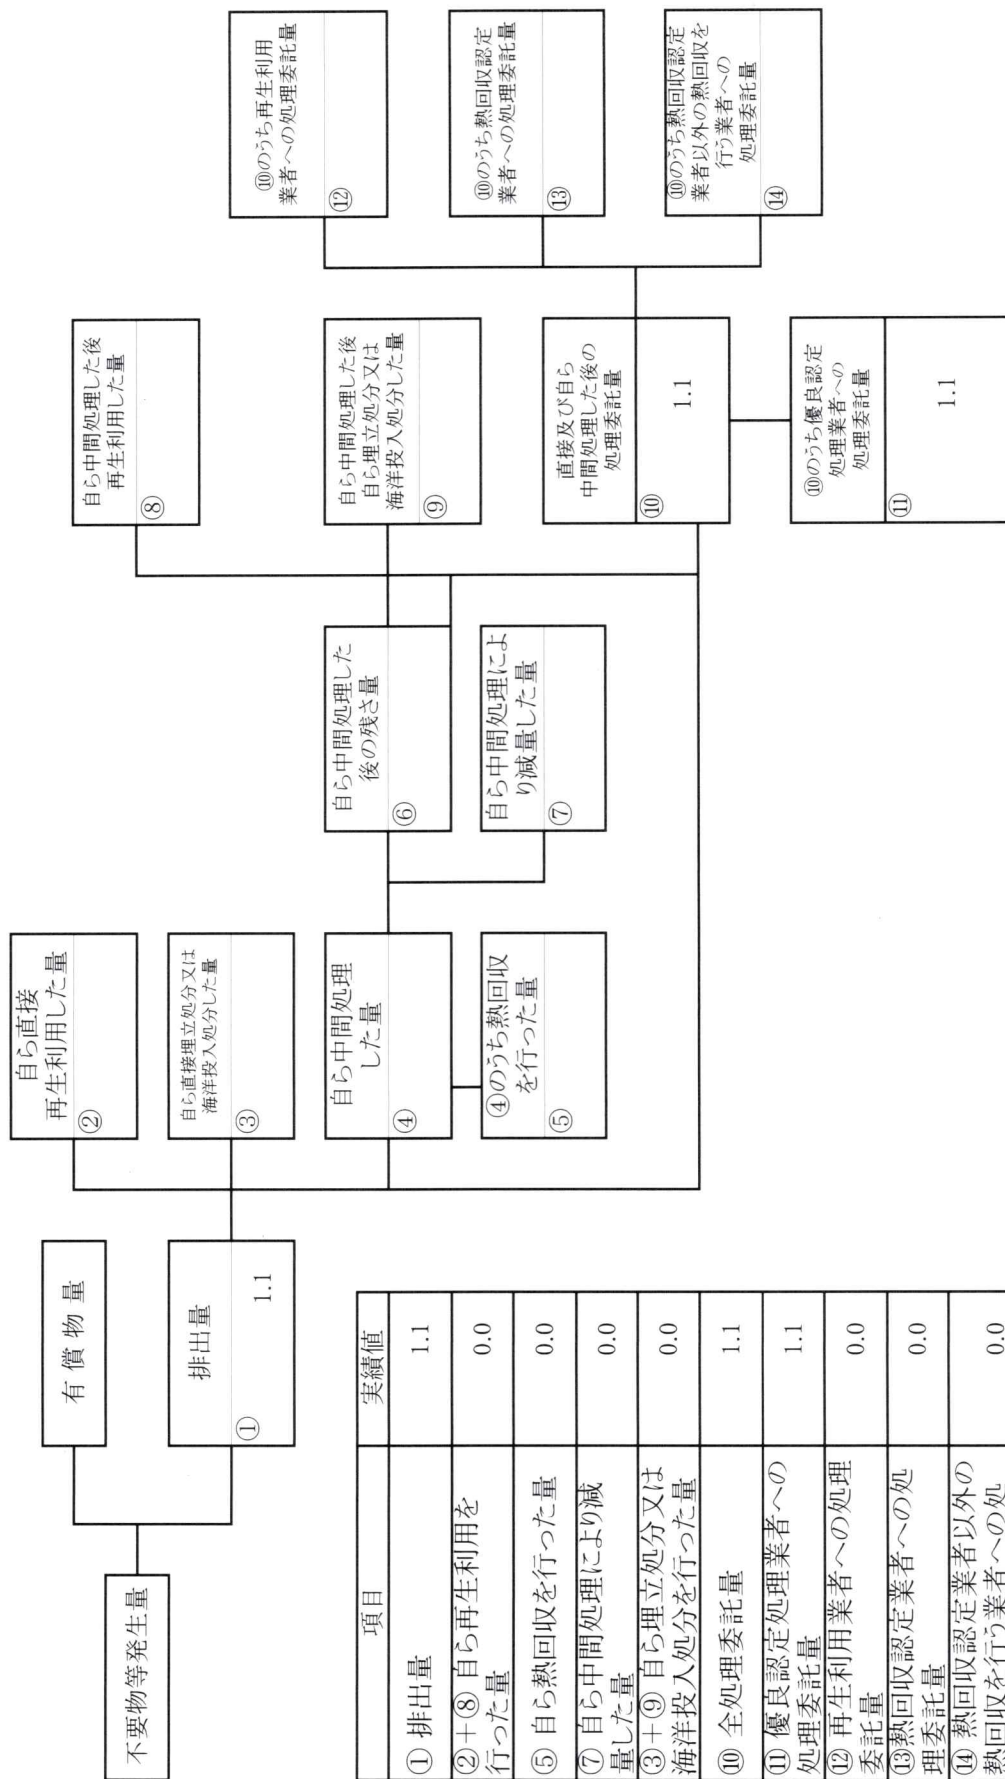 不要物等発生量
有償物量
排出量
①
1.1
自ら直接
再生利用した量
②
自ら直接埋立処分又は
海洋投入処分した量
③
自ら中間処理
した量
④
④のうち熱回収
を行った量
⑤
自ら中間処理した
後の残さ量
⑥
自ら中間処理によ
り減量した量
⑦
自ら中間処理した後
再生利用した量
⑧
自ら中間処理した後
自ら埋立処分又は
海洋投入処分した量
⑨
直接及び自ら
中間処理した後の
処理委託量
⑩
1.1
⑩のうち優良認定
処理業者への
処理委託量
⑪
1.1
⑩のうち再生利用
業者への処理委託量
⑫
⑩のうち熱回収認定
業者への処理委託量
⑬
⑩のうち熱回収認定
業者以外の熱回収を
行う業者への
処理委託量
⑭
項目
実績値
① 排出量
1.1
②＋⑧ 自ら再生利用を
行った量
0.0
⑤ 自ら熱回収を行った量
0.0
⑦ 自ら中間処理により減
量した量
0.0
③＋⑨ 自ら埋立処分又は
海洋投入処分を行った量
0.0
⑩ 全処理委託量
1.1
⑪ 優良認定処理業者への
処理委託量
1.1
⑫ 再生利用業者への処理
委託量
0.0
⑬熱回収認定業者への処
理委託量
0.0
⑭ 熱回収認定業者以外の
熱回収を行う業者への処
0.0